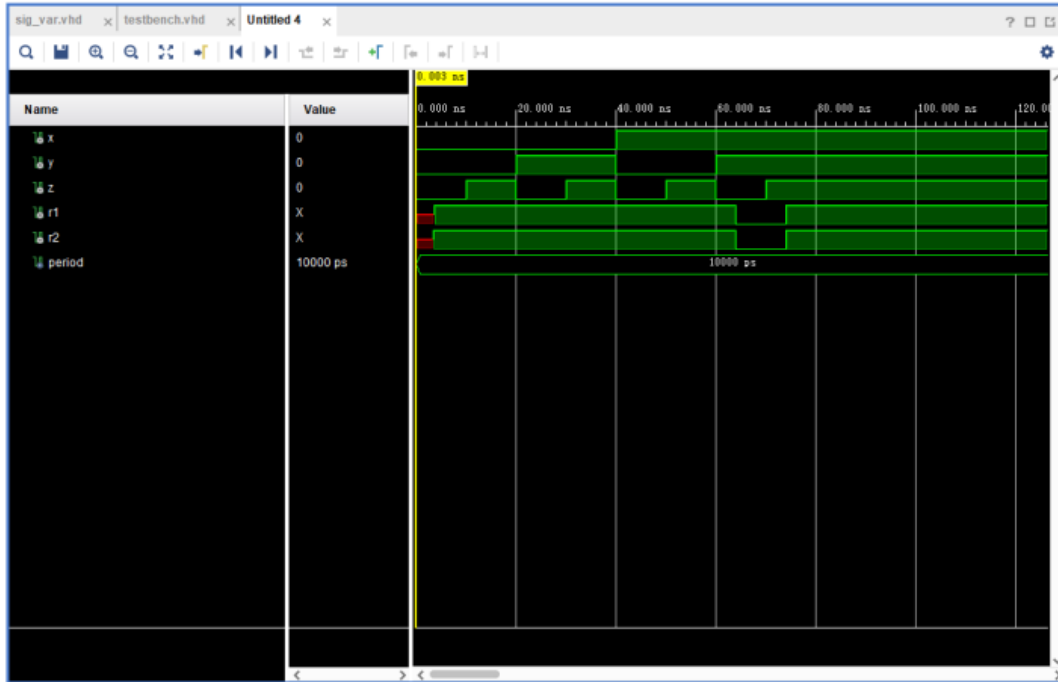 sig_var.vhd × testbench.vhd × Untitled 4 × ?
0.003 ns
Name Value 0.000 ns 20.000 ns 40.000 ns 60.000 ns 80.000 ns 100.000 ns 120.00
x 0
y 0
z 0
r1 X
r2 X
period 10000 ps 10000 ps